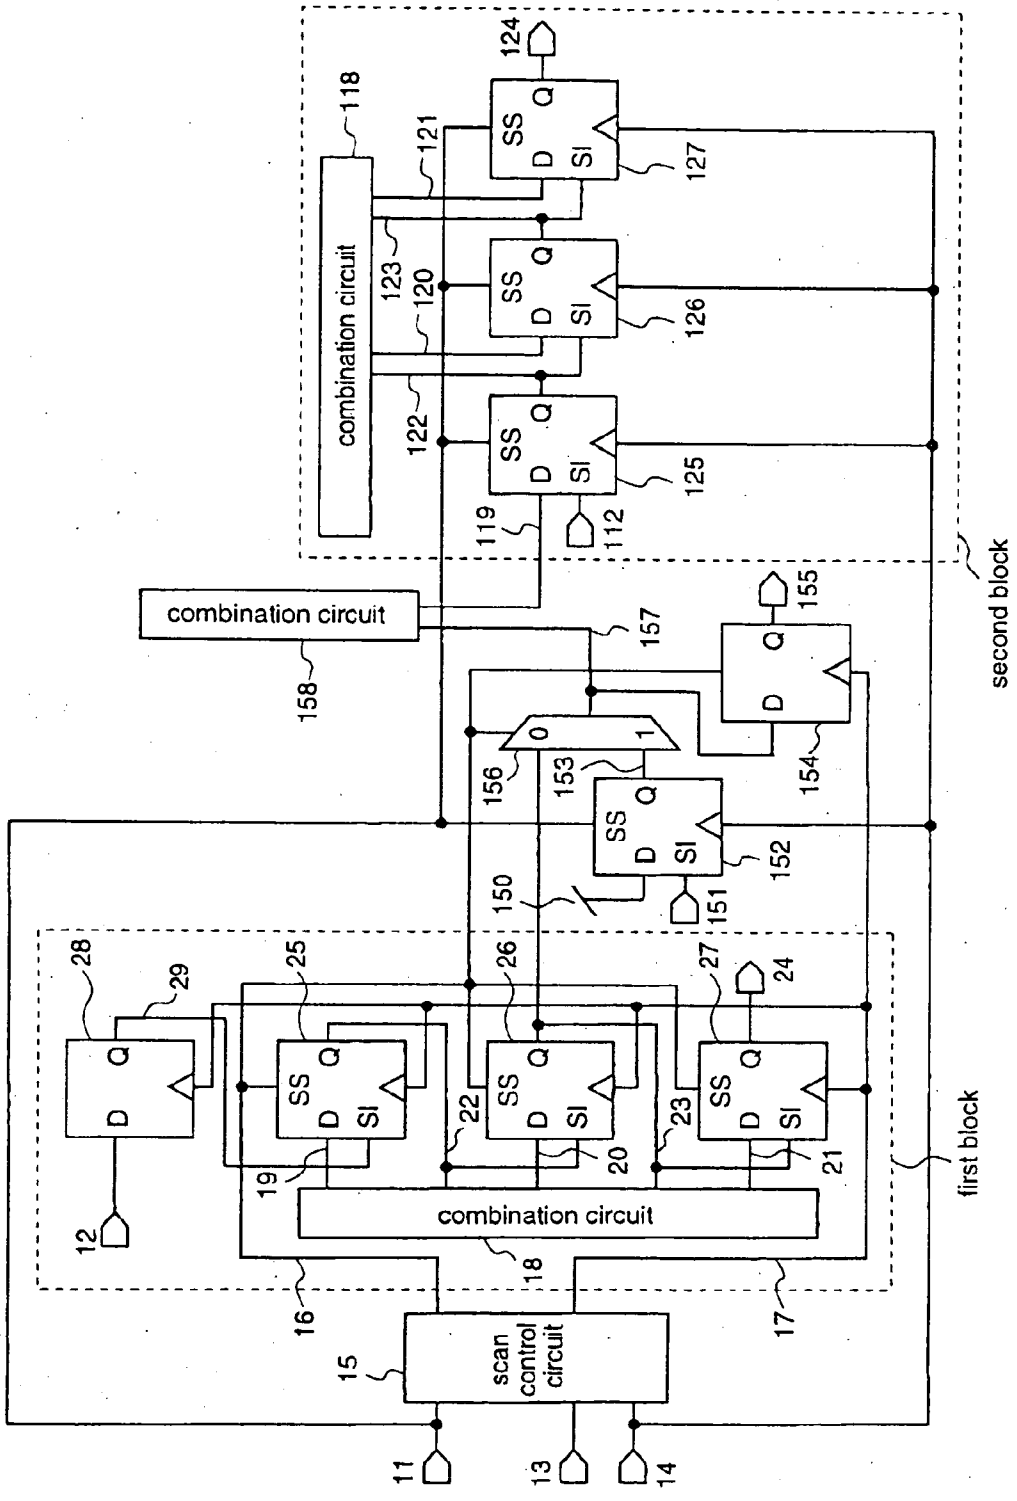 118
combination circuit
123
121
120
122
124
SS
D
Q
SI
127
SS
D
Q
SI
126
SS
D
Q
SI
125
119
112
second block
combination circuit
158
157
0
1
156
153
SS
D
Q
SI
152
150
151
D
Q
154
155
28
D
Q
29
12
25
SS
D
Q
SI
19
22
26
SS
D
Q
SI
20
23
27
SS
D
Q
SI
21
24
combination circuit
18
first block
16
17
15
scan
control
circuit
11
13
14